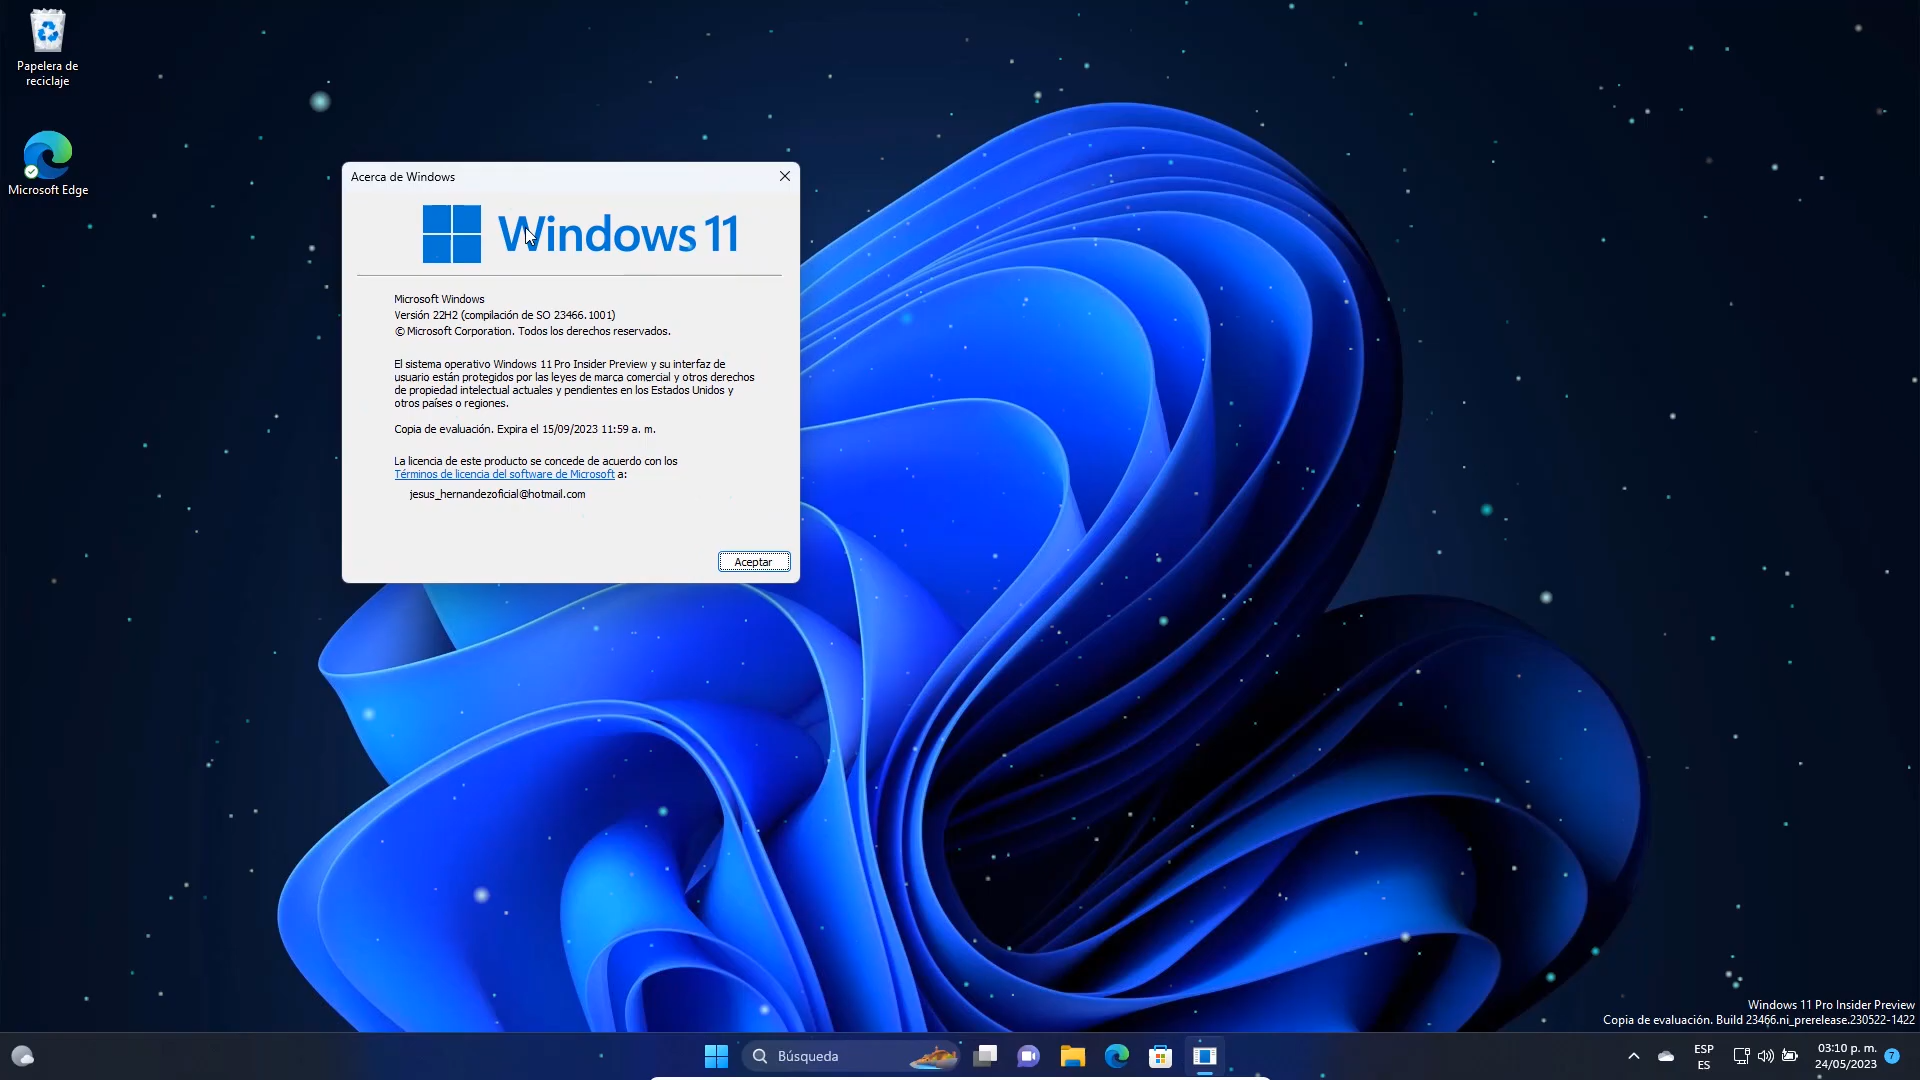 Papelera de
reciclaje
Microsoft Edge
Acerca de Windows
Windows 11
Microsoft Windows
Versión 22H2 (compilación de SO 23466.1001)
© Microsoft Corporation. Todos los derechos reservados.
El sistema operativo Windows 11 Pro Insider Preview y su interfaz de
usuario están protegidos por las leyes de marca comercial y otros derechos
de propiedad intelectual actuales y pendientes en los Estados Unidos y
otros países o regiones.
Copia de evaluación. Expira el 15/09/2023 11:59 a. m.
La licencia de este producto se concede de acuerdo con los
Términos de licencia del software de Microsoft a:
jesus_hernandezoficial@hotmail.com
Aceptar
Windows 11 Pro Insider Preview
Copia de evaluación. Build 23466.ni_prerelease.230522-1422
Búsqueda
ESP
ES
03:10 p. m.
24/05/2023
7